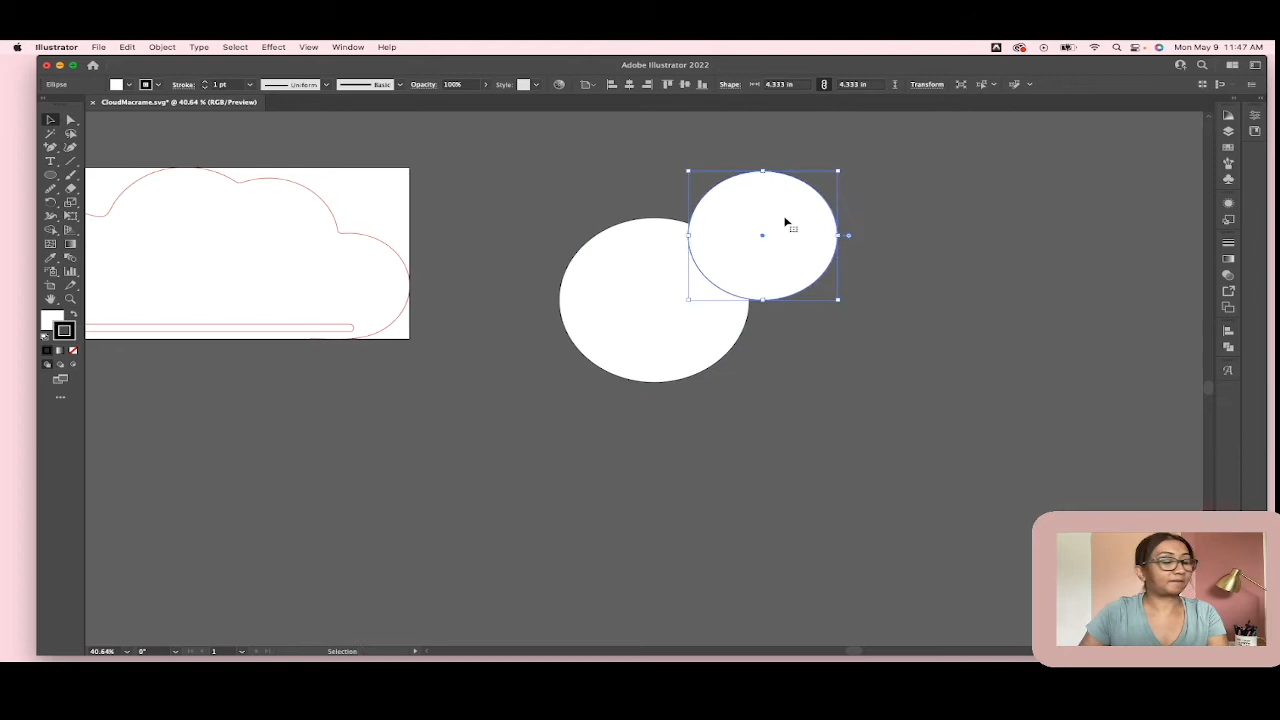 Illustrator File Edit Object Type Select Effect View Window Help Mon May 9 11:47 AM
Adobe Illustrator 2022
Ellipse Stroke: 1 pt Uniform Basic Opacity: 100% Style: Shape: 4.333 in 4.333 in Transform
× CloudMacrame.svg* @ 40.64 % (RGB/Preview)
40.64% 0° 1 Selection